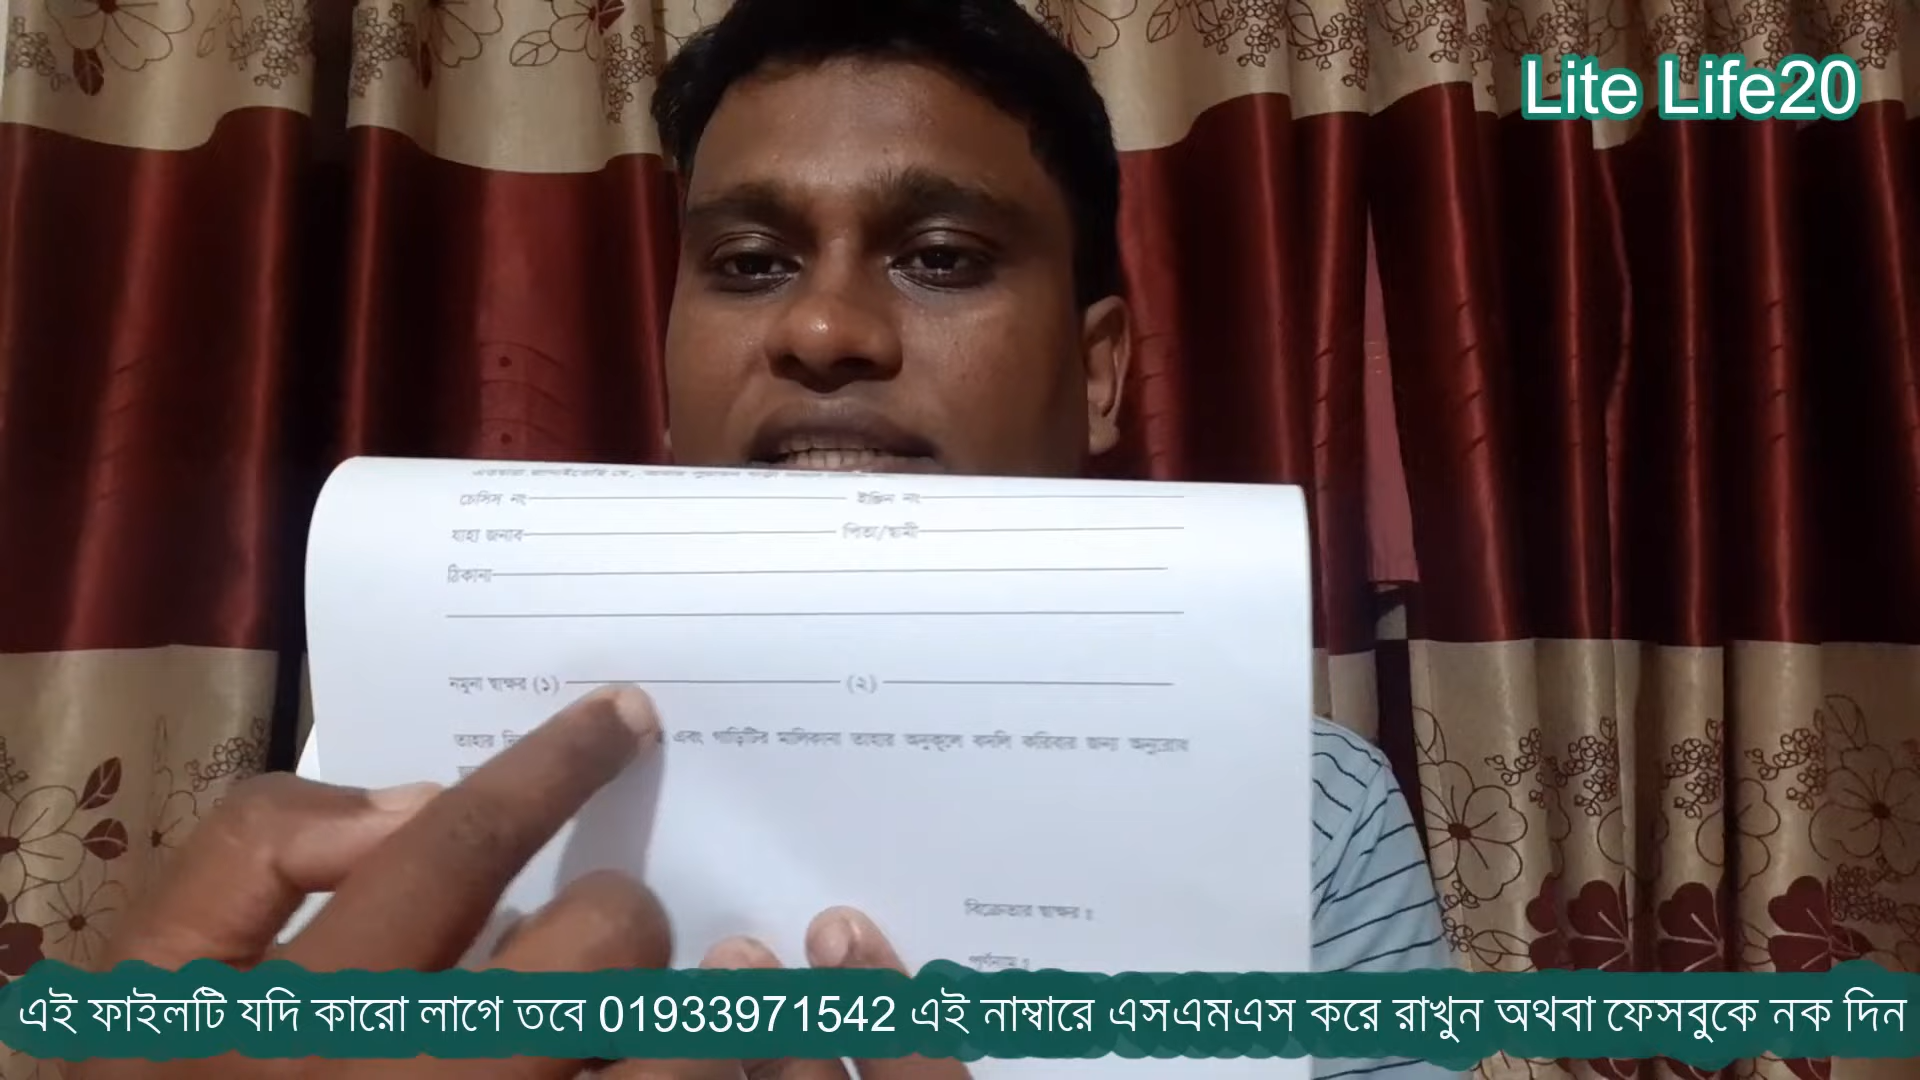 Lite Life20
চেসিস নং ইঞ্জিন নং
যাহা জনাব পিতা/স্বামী
ঠিকানা
নমুনা স্বাক্ষর (১) (২)
তাহার এবং গাড়িটির মালিকানা তাহার অনুকূলে বদলি করিবার জন্য অনুরোধ
বিক্রেতার স্বাক্ষর :
পূর্ণনাম :
এই ফাইলটি যদি কারো লাগে তবে 01933971542 এই নাম্বারে এসএমএস করে রাখুন অথবা ফেসবুকে নক দিন